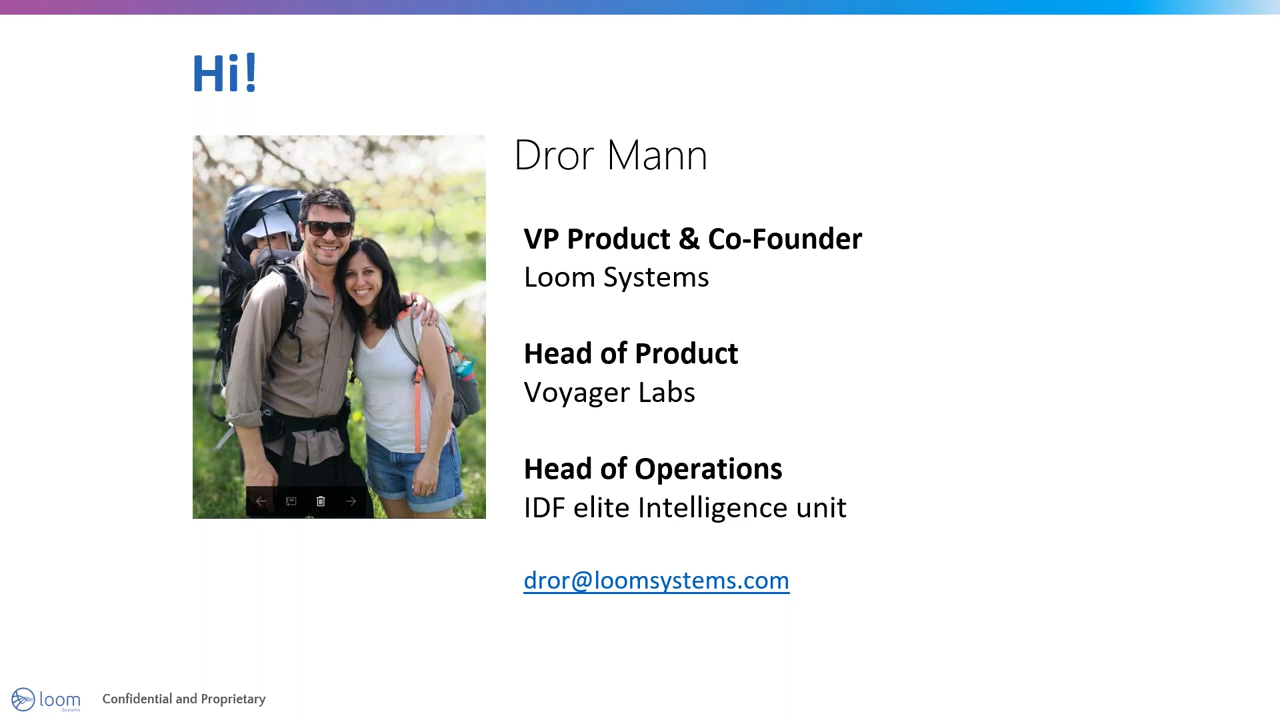 Hi!
Dror Mann
VP Product & Co-Founder
Loom Systems
Head of Product
Voyager Labs
Head of Operations
IDF elite Intelligence unit
dror@loomsystems.com
loom
Systems
Confidential and Proprietary